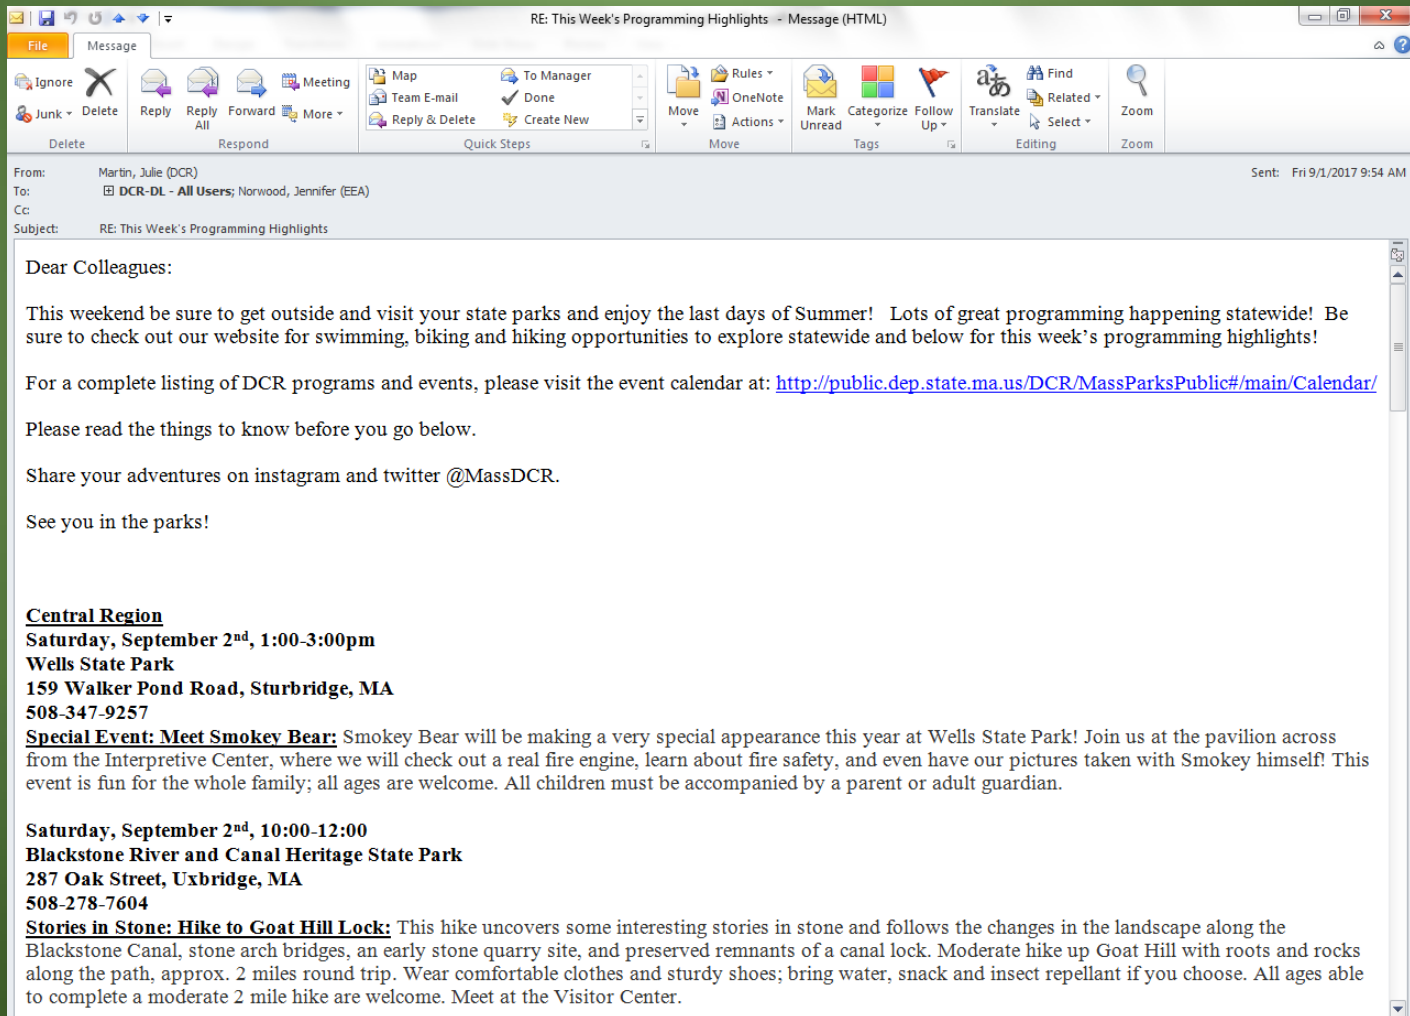 RE: This Week's Programming Highlights - Message (HTML)
File Message
Ignore
Junk
Delete
Reply
Reply All
Forward
Meeting
More
Map
Team E-mail
Reply & Delete
To Manager
Done
Create New
Move
Rules
OneNote
Actions
Mark Unread
Categorize
Follow Up
Translate
Find
Related
Select
Zoom
Delete Respond Quick Steps Move Tags Editing Zoom
From: Martin, Julie (DCR) Sent: Fri 9/1/2017 9:54 AM
To: DCR-DL - All Users; Norwood, Jennifer (EEA)
Cc:
Subject: RE: This Week's Programming Highlights
Dear Colleagues:
This weekend be sure to get outside and visit your state parks and enjoy the last days of Summer! Lots of great programming happening statewide! Be
sure to check out our website for swimming, biking and hiking opportunities to explore statewide and below for this week's programming highlights!
For a complete listing of DCR programs and events, please visit the event calendar at: http://public.dep.state.ma.us/DCR/MassParksPublic#/main/Calendar/
Please read the things to know before you go below.
Share your adventures on instagram and twitter @MassDCR.
See you in the parks!
Central Region
Saturday, September 2nd, 1:00-3:00pm
Wells State Park
159 Walker Pond Road, Sturbridge, MA
508-347-9257
Special Event: Meet Smokey Bear: Smokey Bear will be making a very special appearance this year at Wells State Park! Join us at the pavilion across
from the Interpretive Center, where we will check out a real fire engine, learn about fire safety, and even have our pictures taken with Smokey himself! This
event is fun for the whole family; all ages are welcome. All children must be accompanied by a parent or adult guardian.
Saturday, September 2nd, 10:00-12:00
Blackstone River and Canal Heritage State Park
287 Oak Street, Uxbridge, MA
508-278-7604
Stories in Stone: Hike to Goat Hill Lock: This hike uncovers some interesting stories in stone and follows the changes in the landscape along the
Blackstone Canal, stone arch bridges, an early stone quarry site, and preserved remnants of a canal lock. Moderate hike up Goat Hill with roots and rocks
along the path, approx. 2 miles round trip. Wear comfortable clothes and sturdy shoes; bring water, snack and insect repellant if you choose. All ages able
to complete a moderate 2 mile hike are welcome. Meet at the Visitor Center.